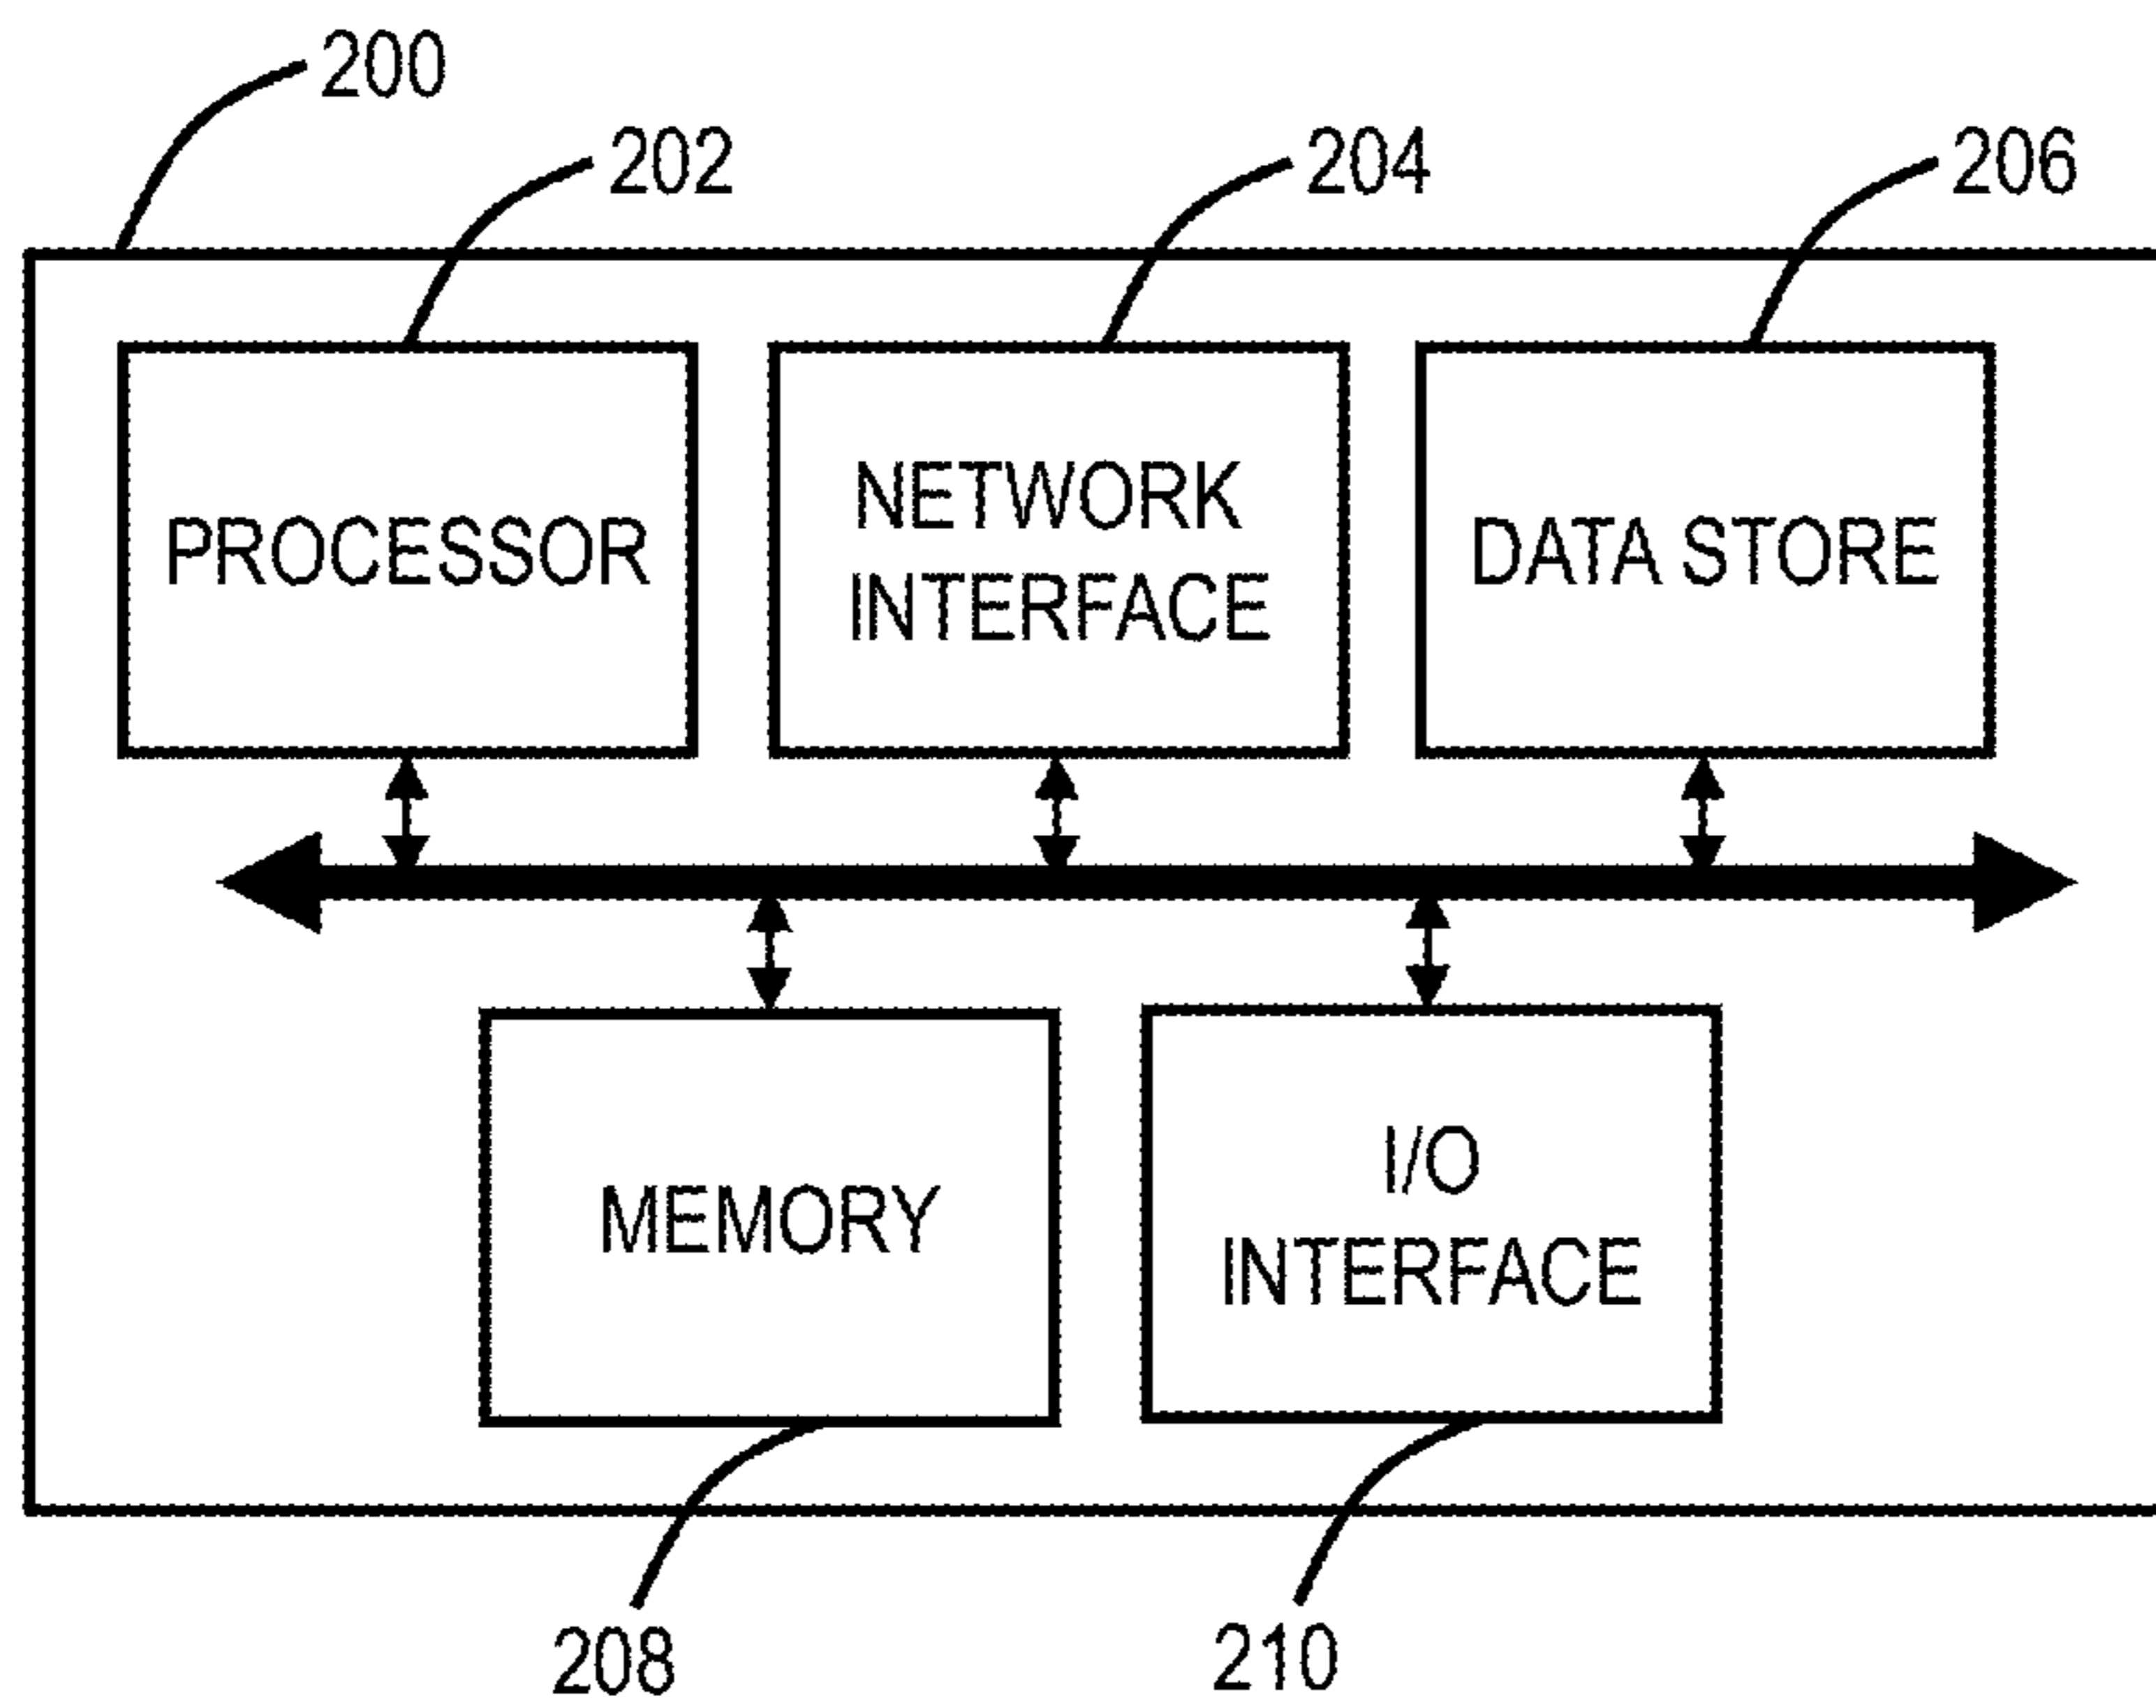 200
202
204
206
PROCESSOR
NETWORK
INTERFACE
DATA STORE
MEMORY
I/O
INTERFACE
208
210